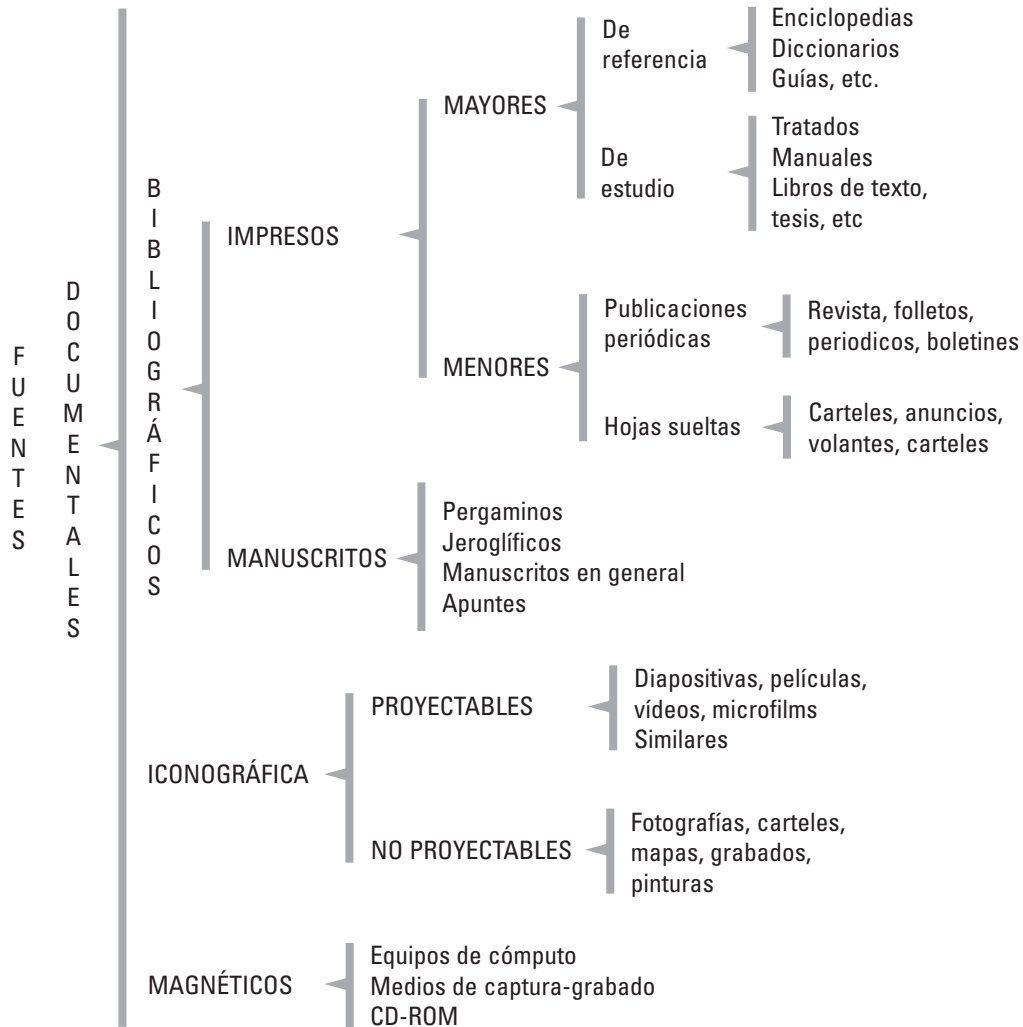 FUENTES
DOCUMENTALES
BIBLIOGRÁFICOS
IMPRESOS
MAYORES
De
referencia
Enciclopedias
Diccionarios
Guías, etc.
De
estudio
Tratados
Manuales
Libros de texto,
tesis, etc
MENORES
Publicaciones
periódicas
Revista, folletos,
periodicos, boletines
Hojas sueltas
Carteles, anuncios,
volantes, carteles
MANUSCRITOS
Pergaminos
Jeroglíficos
Manuscritos en general
Apuntes
ICONOGRÁFICA
PROYECTABLES
Diapositivas, películas,
vídeos, microfilms
Similares
NO PROYECTABLES
Fotografías, carteles,
mapas, grabados,
pinturas
MAGNÉTICOS
Equipos de cómputo
Medios de captura-grabado
CD-ROM